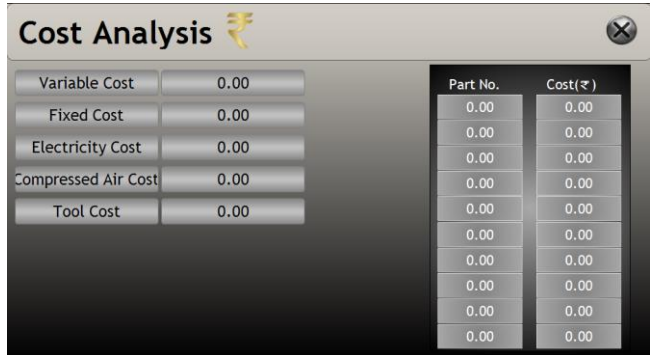 Cost Analysis ₹
Variable Cost 0.00
Fixed Cost 0.00
Electricity Cost 0.00
Compressed Air Cost 0.00
Tool Cost 0.00
Part No. Cost(₹)
0.00 0.00
0.00 0.00
0.00 0.00
0.00 0.00
0.00 0.00
0.00 0.00
0.00 0.00
0.00 0.00
0.00 0.00
0.00 0.00